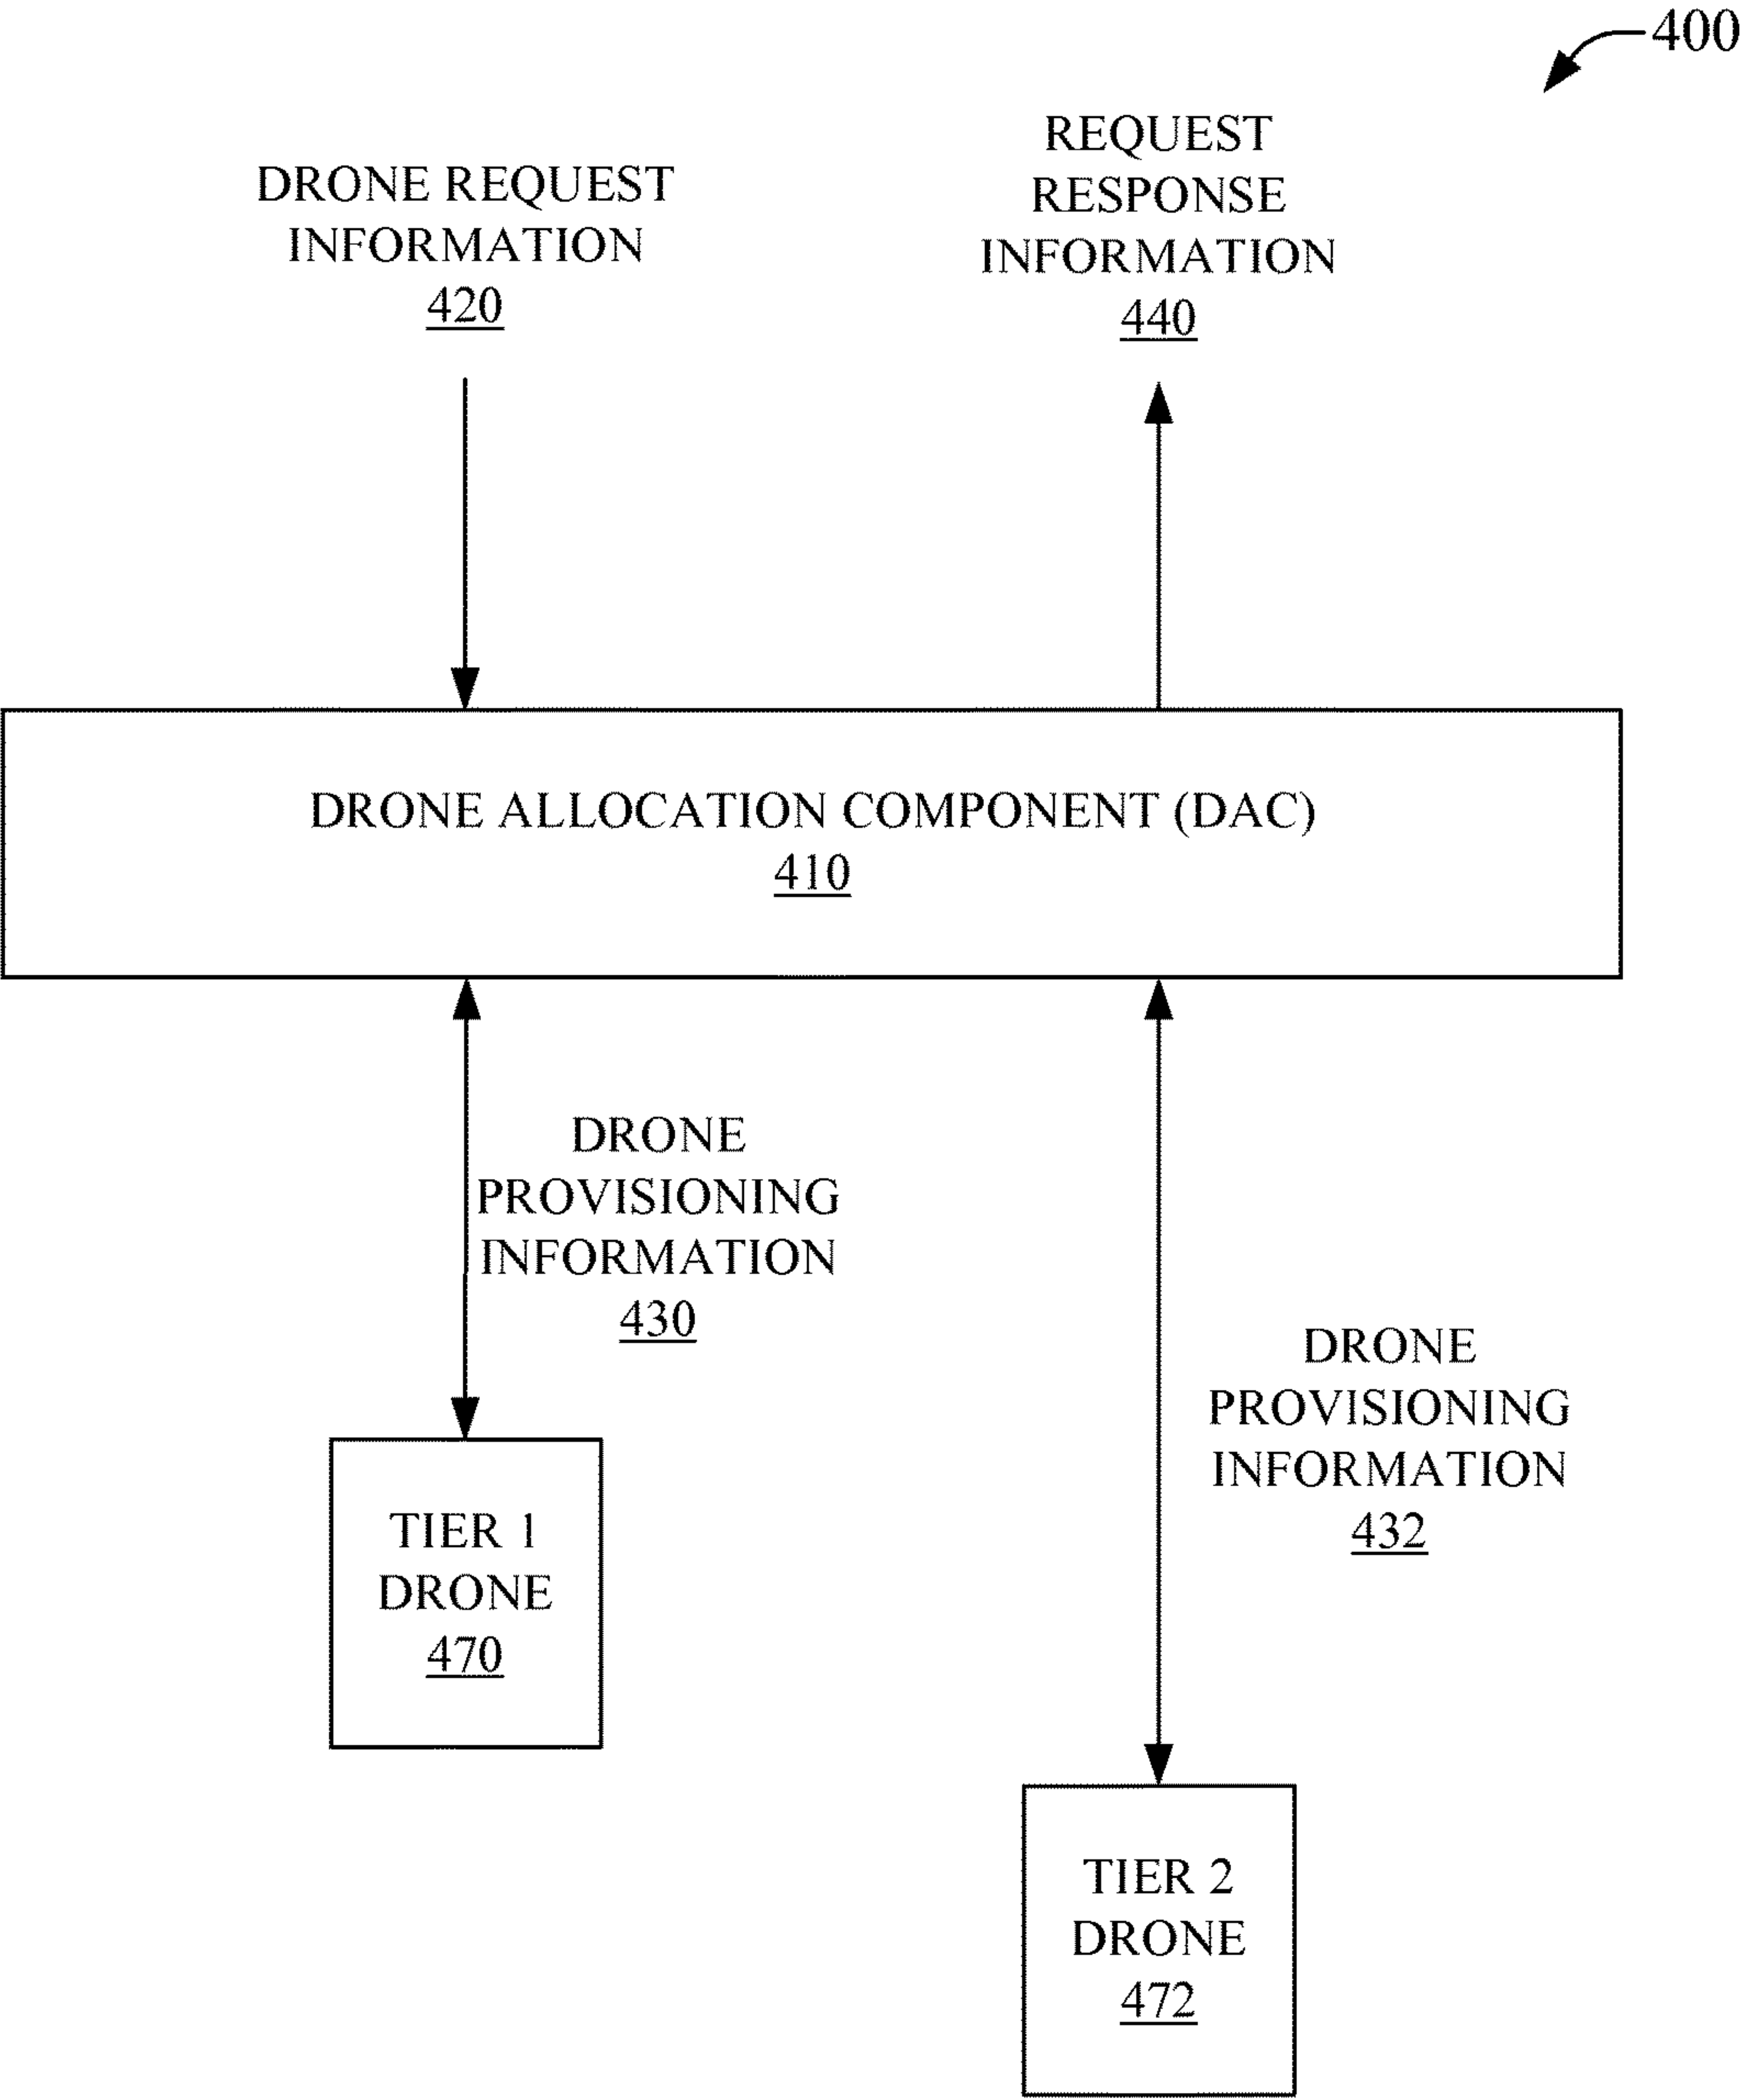 400
DRONE REQUEST
INFORMATION
420
REQUEST
RESPONSE
INFORMATION
440
DRONE ALLOCATION COMPONENT (DAC)
410
DRONE
PROVISIONING
INFORMATION
430
DRONE
PROVISIONING
INFORMATION
432
TIER 1
DRONE
470
TIER 2
DRONE
472